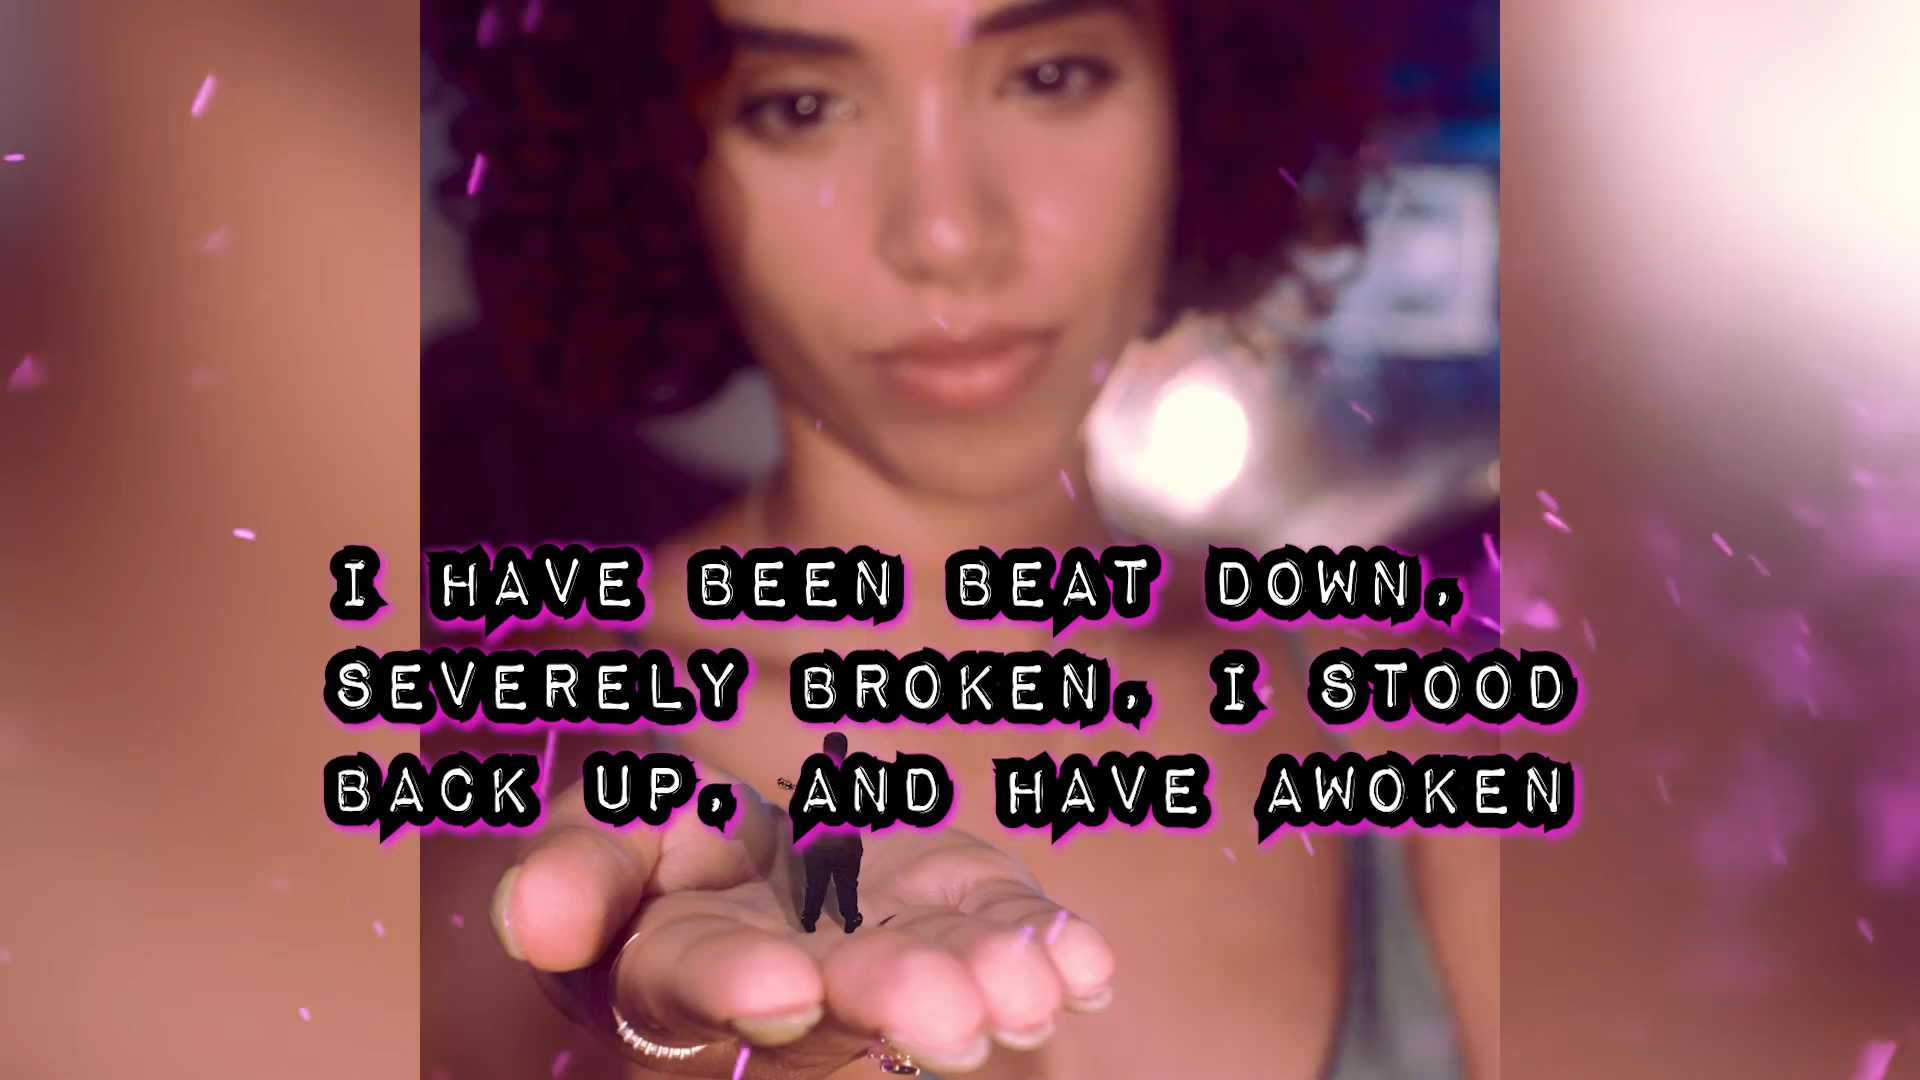 I HAVE BEEN BEAT DOWN,
SEVERELY BROKEN, I STOOD
BACK UP, AND HAVE AWOKEN